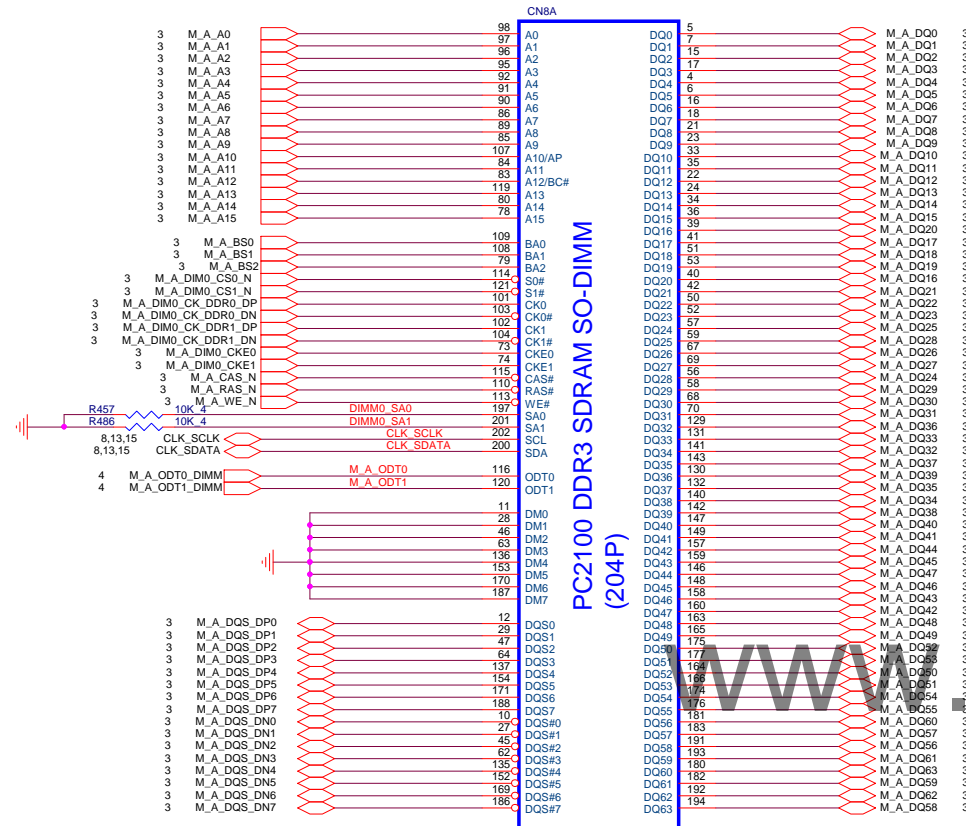 CN8A
3 M_A_A0 98 A0
3 M_A_A1 97 A1
3 M_A_A2 96 A2
3 M_A_A3 95 A3
3 M_A_A4 92 A4
3 M_A_A5 91 A5
3 M_A_A6 90 A6
3 M_A_A7 86 A7
3 M_A_A8 89 A8
3 M_A_A9 85 A9
3 M_A_A10 107 A10/AP
3 M_A_A11 84 A11
3 M_A_A12 83 A12/BC#
3 M_A_A13 119 A13
3 M_A_A14 80 A14
3 M_A_A15 78 A15
3 M_A_BS0 109 BA0
3 M_A_BS1 108 BA1
3 M_A_BS2 79 BA2
3 M_A_DIM0_CS0_N 114 S0#
3 M_A_DIM0_CS1_N 121 S1#
3 M_A_DIM0_CK_DDR0_DP 101 CK0
3 M_A_DIM0_CK_DDR0_DN 103 CK0#
3 M_A_DIM0_CK_DDR1_DP 102 CK1
3 M_A_DIM0_CK_DDR1_DN 104 CK1#
3 M_A_DIM0_CKE0 73 CKE0
3 M_A_DIM0_CKE1 74 CKE1
3 M_A_CAS_N 115 CAS#
3 M_A_RAS_N 110 RAS#
3 M_A_WE_N 113 WE#
R457 10K_4 DIMM0_SA0 197 SA0
R486 10K_4 DIMM0_SA1 201 SA1
8,13,15 CLK_SCLK CLK_SCLK 202 SCL
8,13,15 CLK_SDATA CLK_SDATA 200 SDA
4 M_A_ODT0_DIMM M_A_ODT0 116 ODT0
4 M_A_ODT1_DIMM M_A_ODT1 120 ODT1
11 DM0
28 DM1
46 DM2
63 DM3
136 DM4
153 DM5
170 DM6
187 DM7
3 M_A_DQS_DP0 12 DQS0
3 M_A_DQS_DP1 29 DQS1
3 M_A_DQS_DP2 47 DQS2
3 M_A_DQS_DP3 64 DQS3
3 M_A_DQS_DP4 137 DQS4
3 M_A_DQS_DP5 154 DQS5
3 M_A_DQS_DP6 171 DQS6
3 M_A_DQS_DP7 188 DQS7
3 M_A_DQS_DN0 10 DQS#0
3 M_A_DQS_DN1 27 DQS#1
3 M_A_DQS_DN2 45 DQS#2
3 M_A_DQS_DN3 62 DQS#3
3 M_A_DQS_DN4 135 DQS#4
3 M_A_DQS_DN5 152 DQS#5
3 M_A_DQS_DN6 169 DQS#6
3 M_A_DQS_DN7 186 DQS#7
PC2100 DDR3 SDRAM SO-DIMM
(204P)
DQ0 5 M_A_DQ0
DQ1 7 M_A_DQ1
DQ2 15 M_A_DQ2
DQ3 17 M_A_DQ3
DQ4 4 M_A_DQ4
DQ5 6 M_A_DQ5
DQ6 16 M_A_DQ6
DQ7 18 M_A_DQ7
DQ8 21 M_A_DQ8
DQ9 23 M_A_DQ9
DQ10 33 M_A_DQ10
DQ11 35 M_A_DQ11
DQ12 22 M_A_DQ12
DQ13 24 M_A_DQ13
DQ14 34 M_A_DQ14
DQ15 36 M_A_DQ15
DQ16 39 M_A_DQ20
DQ17 41 M_A_DQ17
DQ18 51 M_A_DQ18
DQ19 53 M_A_DQ19
DQ20 40 M_A_DQ16
DQ21 42 M_A_DQ21
DQ22 50 M_A_DQ22
DQ23 52 M_A_DQ23
DQ24 57 M_A_DQ25
DQ25 59 M_A_DQ28
DQ26 67 M_A_DQ26
DQ27 69 M_A_DQ27
DQ28 56 M_A_DQ24
DQ29 58 M_A_DQ29
DQ30 68 M_A_DQ30
DQ31 70 M_A_DQ31
DQ32 129 M_A_DQ36
DQ33 131 M_A_DQ33
DQ34 141 M_A_DQ32
DQ35 143 M_A_DQ37
DQ36 130 M_A_DQ39
DQ37 132 M_A_DQ35
DQ38 140 M_A_DQ34
DQ39 142 M_A_DQ38
DQ40 147 M_A_DQ40
DQ41 149 M_A_DQ41
DQ42 157 M_A_DQ44
DQ43 159 M_A_DQ45
DQ44 146 M_A_DQ47
DQ45 148 M_A_DQ46
DQ46 158 M_A_DQ43
DQ47 160 M_A_DQ42
DQ48 163 M_A_DQ48
DQ49 165 M_A_DQ49
DQ50 175 M_A_DQ52
DQ51 177 M_A_DQ53
DQ52 164 M_A_DQ50
DQ53 166 M_A_DQ51
DQ54 174 M_A_DQ54
DQ55 176 M_A_DQ55
DQ56 181 M_A_DQ60
DQ57 183 M_A_DQ57
DQ58 191 M_A_DQ56
DQ59 193 M_A_DQ61
DQ60 180 M_A_DQ63
DQ61 182 M_A_DQ59
DQ62 192 M_A_DQ62
DQ63 194 M_A_DQ58
www.